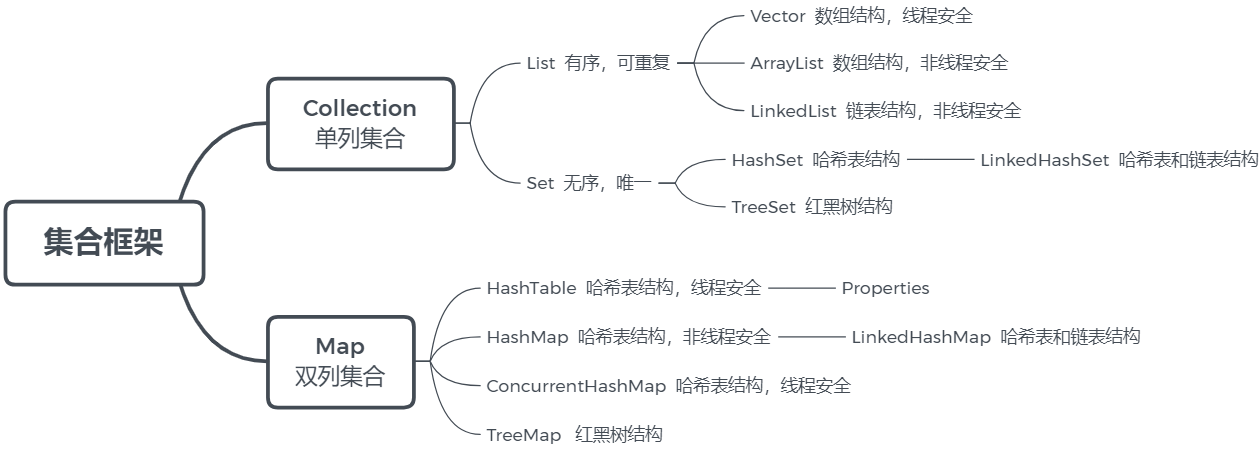 集合框架
Collection
单列集合
List 有序，可重复
Vector 数组结构，线程安全
ArrayList 数组结构，非线程安全
LinkedList 链表结构，非线程安全
Set 无序，唯一
HashSet 哈希表结构
LinkedHashSet 哈希表和链表结构
TreeSet 红黑树结构
Map
双列集合
HashTable 哈希表结构，线程安全
Properties
HashMap 哈希表结构，非线程安全
LinkedHashMap 哈希表和链表结构
ConcurrentHashMap 哈希表结构，线程安全
TreeMap 红黑树结构